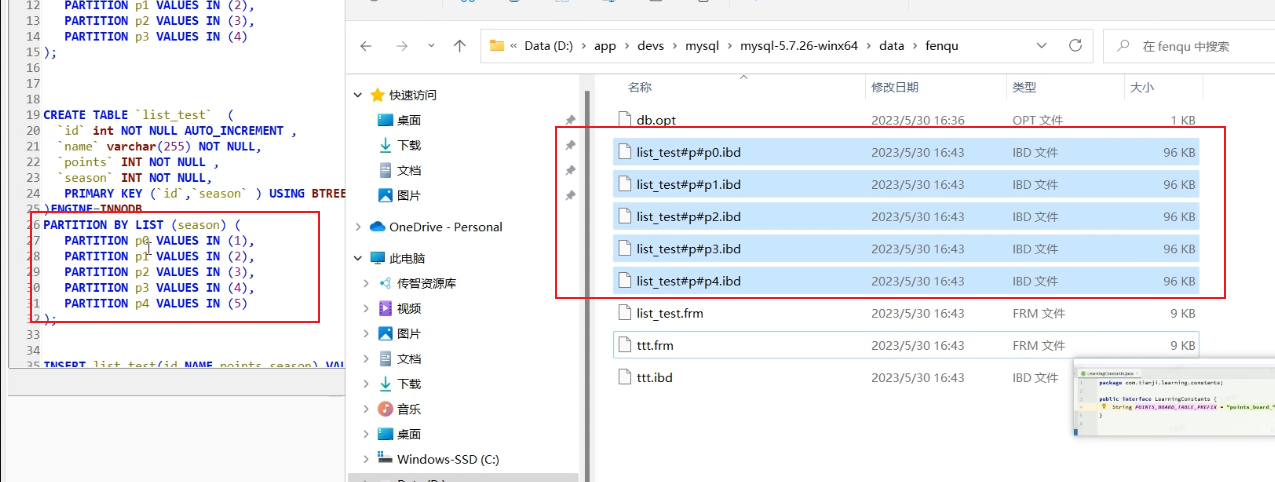 12 PARTITION p1 VALUES IN (2),
13 PARTITION p2 VALUES IN (3),
14 PARTITION p3 VALUES IN (4)
15 );
16
17
18
19 CREATE TABLE `list_test` (
20 `id` int NOT NULL AUTO_INCREMENT ,
21 `name` varchar(255) NOT NULL,
22 `points` INT NOT NULL ,
23 `season` INT NOT NULL,
24 PRIMARY KEY (`id`,`season` ) USING BTREE
25 )ENGINE=INNODB
26 PARTITION BY LIST (season) (
27 PARTITION p0 VALUES IN (1),
28 PARTITION p1 VALUES IN (2),
29 PARTITION p2 VALUES IN (3),
30 PARTITION p3 VALUES IN (4),
31 PARTITION p4 VALUES IN (5)
32 );
33
34
35 INSERT list_test(id,NAME,points,season) VAL
« Data (D:) › app › devs › mysql › mysql-5.7.26-winx64 › data › fenqu
在 fenqu 中搜索
快速访问
桌面
下载
文档
图片
OneDrive - Personal
此电脑
传智资源库
视频
图片
文档
下载
音乐
桌面
Windows-SSD (C:)
名称 修改日期 类型 大小
db.opt 2023/5/30 16:36 OPT 文件 1 KB
list_test#p#p0.ibd 2023/5/30 16:43 IBD 文件 96 KB
list_test#p#p1.ibd 2023/5/30 16:43 IBD 文件 96 KB
list_test#p#p2.ibd 2023/5/30 16:43 IBD 文件 96 KB
list_test#p#p3.ibd 2023/5/30 16:43 IBD 文件 96 KB
list_test#p#p4.ibd 2023/5/30 16:43 IBD 文件 96 KB
list_test.frm 2023/5/30 16:43 FRM 文件 9 KB
ttt.frm 2023/5/30 16:43 FRM 文件 9 KB
ttt.ibd 2023/5/30 16:43 IBD 文件
LearningConstants.java
package com.tianji.learning.constants;
public interface LearningConstants {
String POINTS_BOARD_TABLE_PREFIX = "points_board_"
}